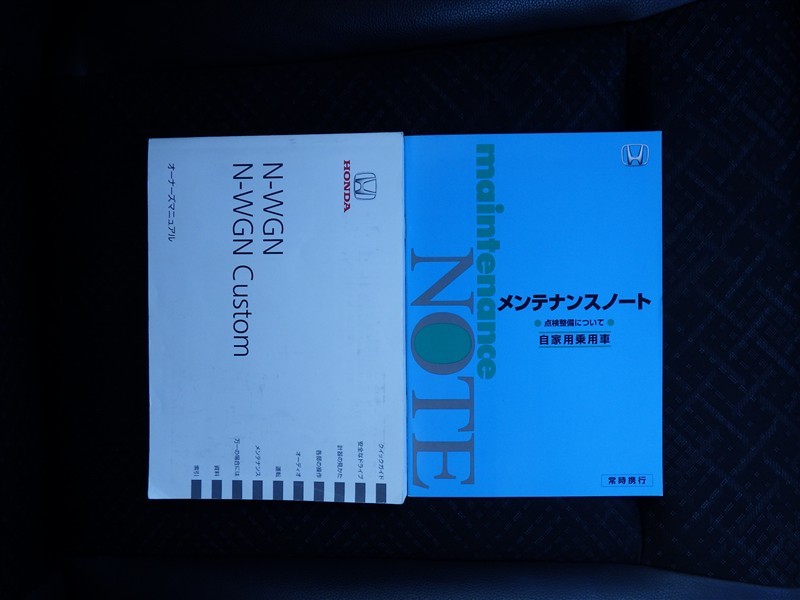 HONDA
N-WGN
N-WGN Custom
オーナーズマニュアル
クイックガイド
安全なドライブ
計器の見かた
各部の操作
オーディオ
運転
メンテナンス
万一の場合には
資料
索引
maintenance
NOTE
メンテナンスノート
点検整備について
自家用乗用車
常時携行